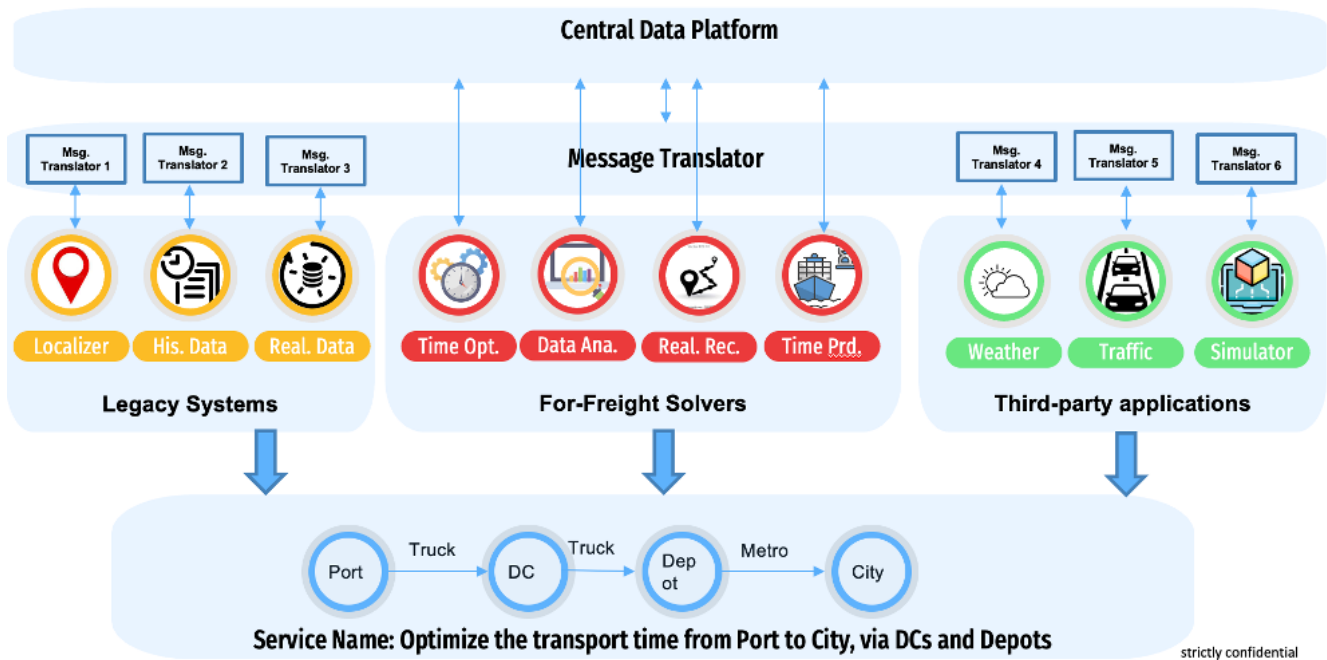 Central Data Platform
Message Translator
Msg.
Translator 1
Msg.
Translator 2
Msg.
Translator 3
Msg.
Translator 4
Msg.
Translator 5
Msg.
Translator 6
Localizer
His. Data
Real. Data
Time Opt.
Data Ana.
Real. Rec.
Time Prd.
Weather
Traffic
Simulator
Legacy Systems
For-Freight Solvers
Third-party applications
Port
Truck
DC
Truck
Dep
ot
Metro
City
Service Name: Optimize the transport time from Port to City, via DCs and Depots
strictly confidential